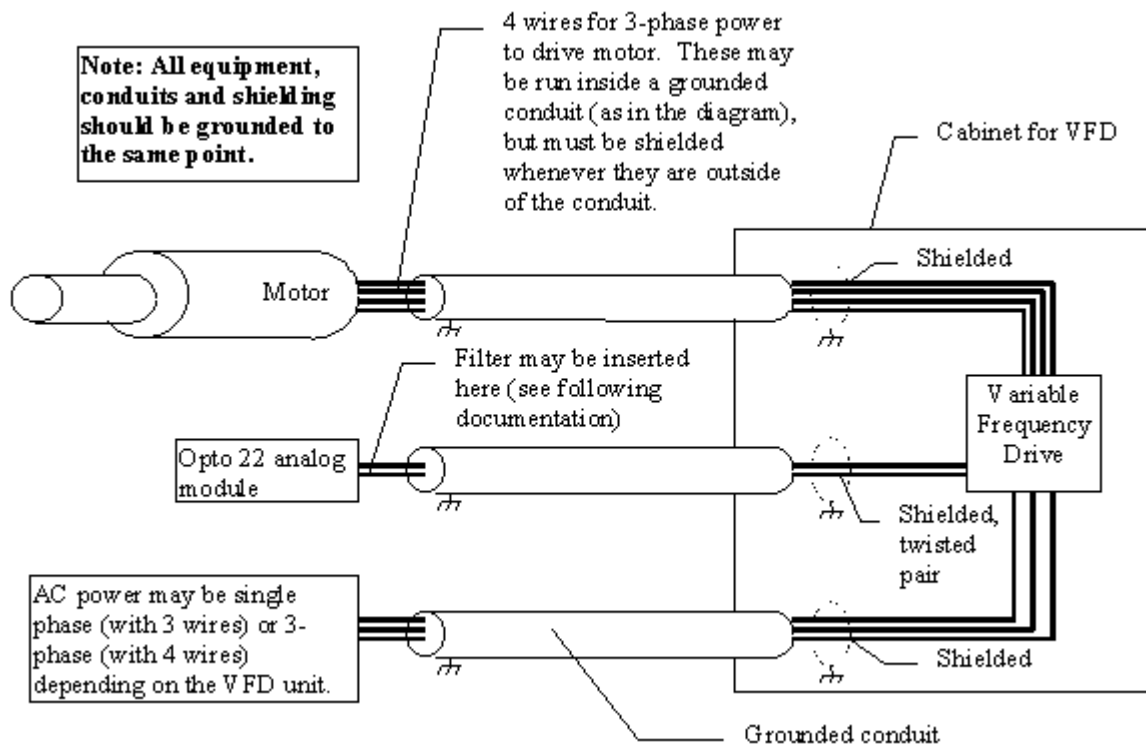 4 wires for 3-phase power
to drive motor.  These may
be run inside a grounded
conduit (as in the diagram),
but must be shielded
whenever they are outside
of the conduit.
Note: All equipment,
conduits and shielding
should be grounded to
the same point.
Cabinet for VFD
Motor
Shielded
Filter may be inserted
here (see following
documentation)
Variable
Frequency
Drive
Opto 22 analog
module
Shielded,
twisted
pair
AC power may be single
phase (with 3 wires) or 3-
phase (with 4 wires)
depending on the VFD unit.
Shielded
Grounded conduit